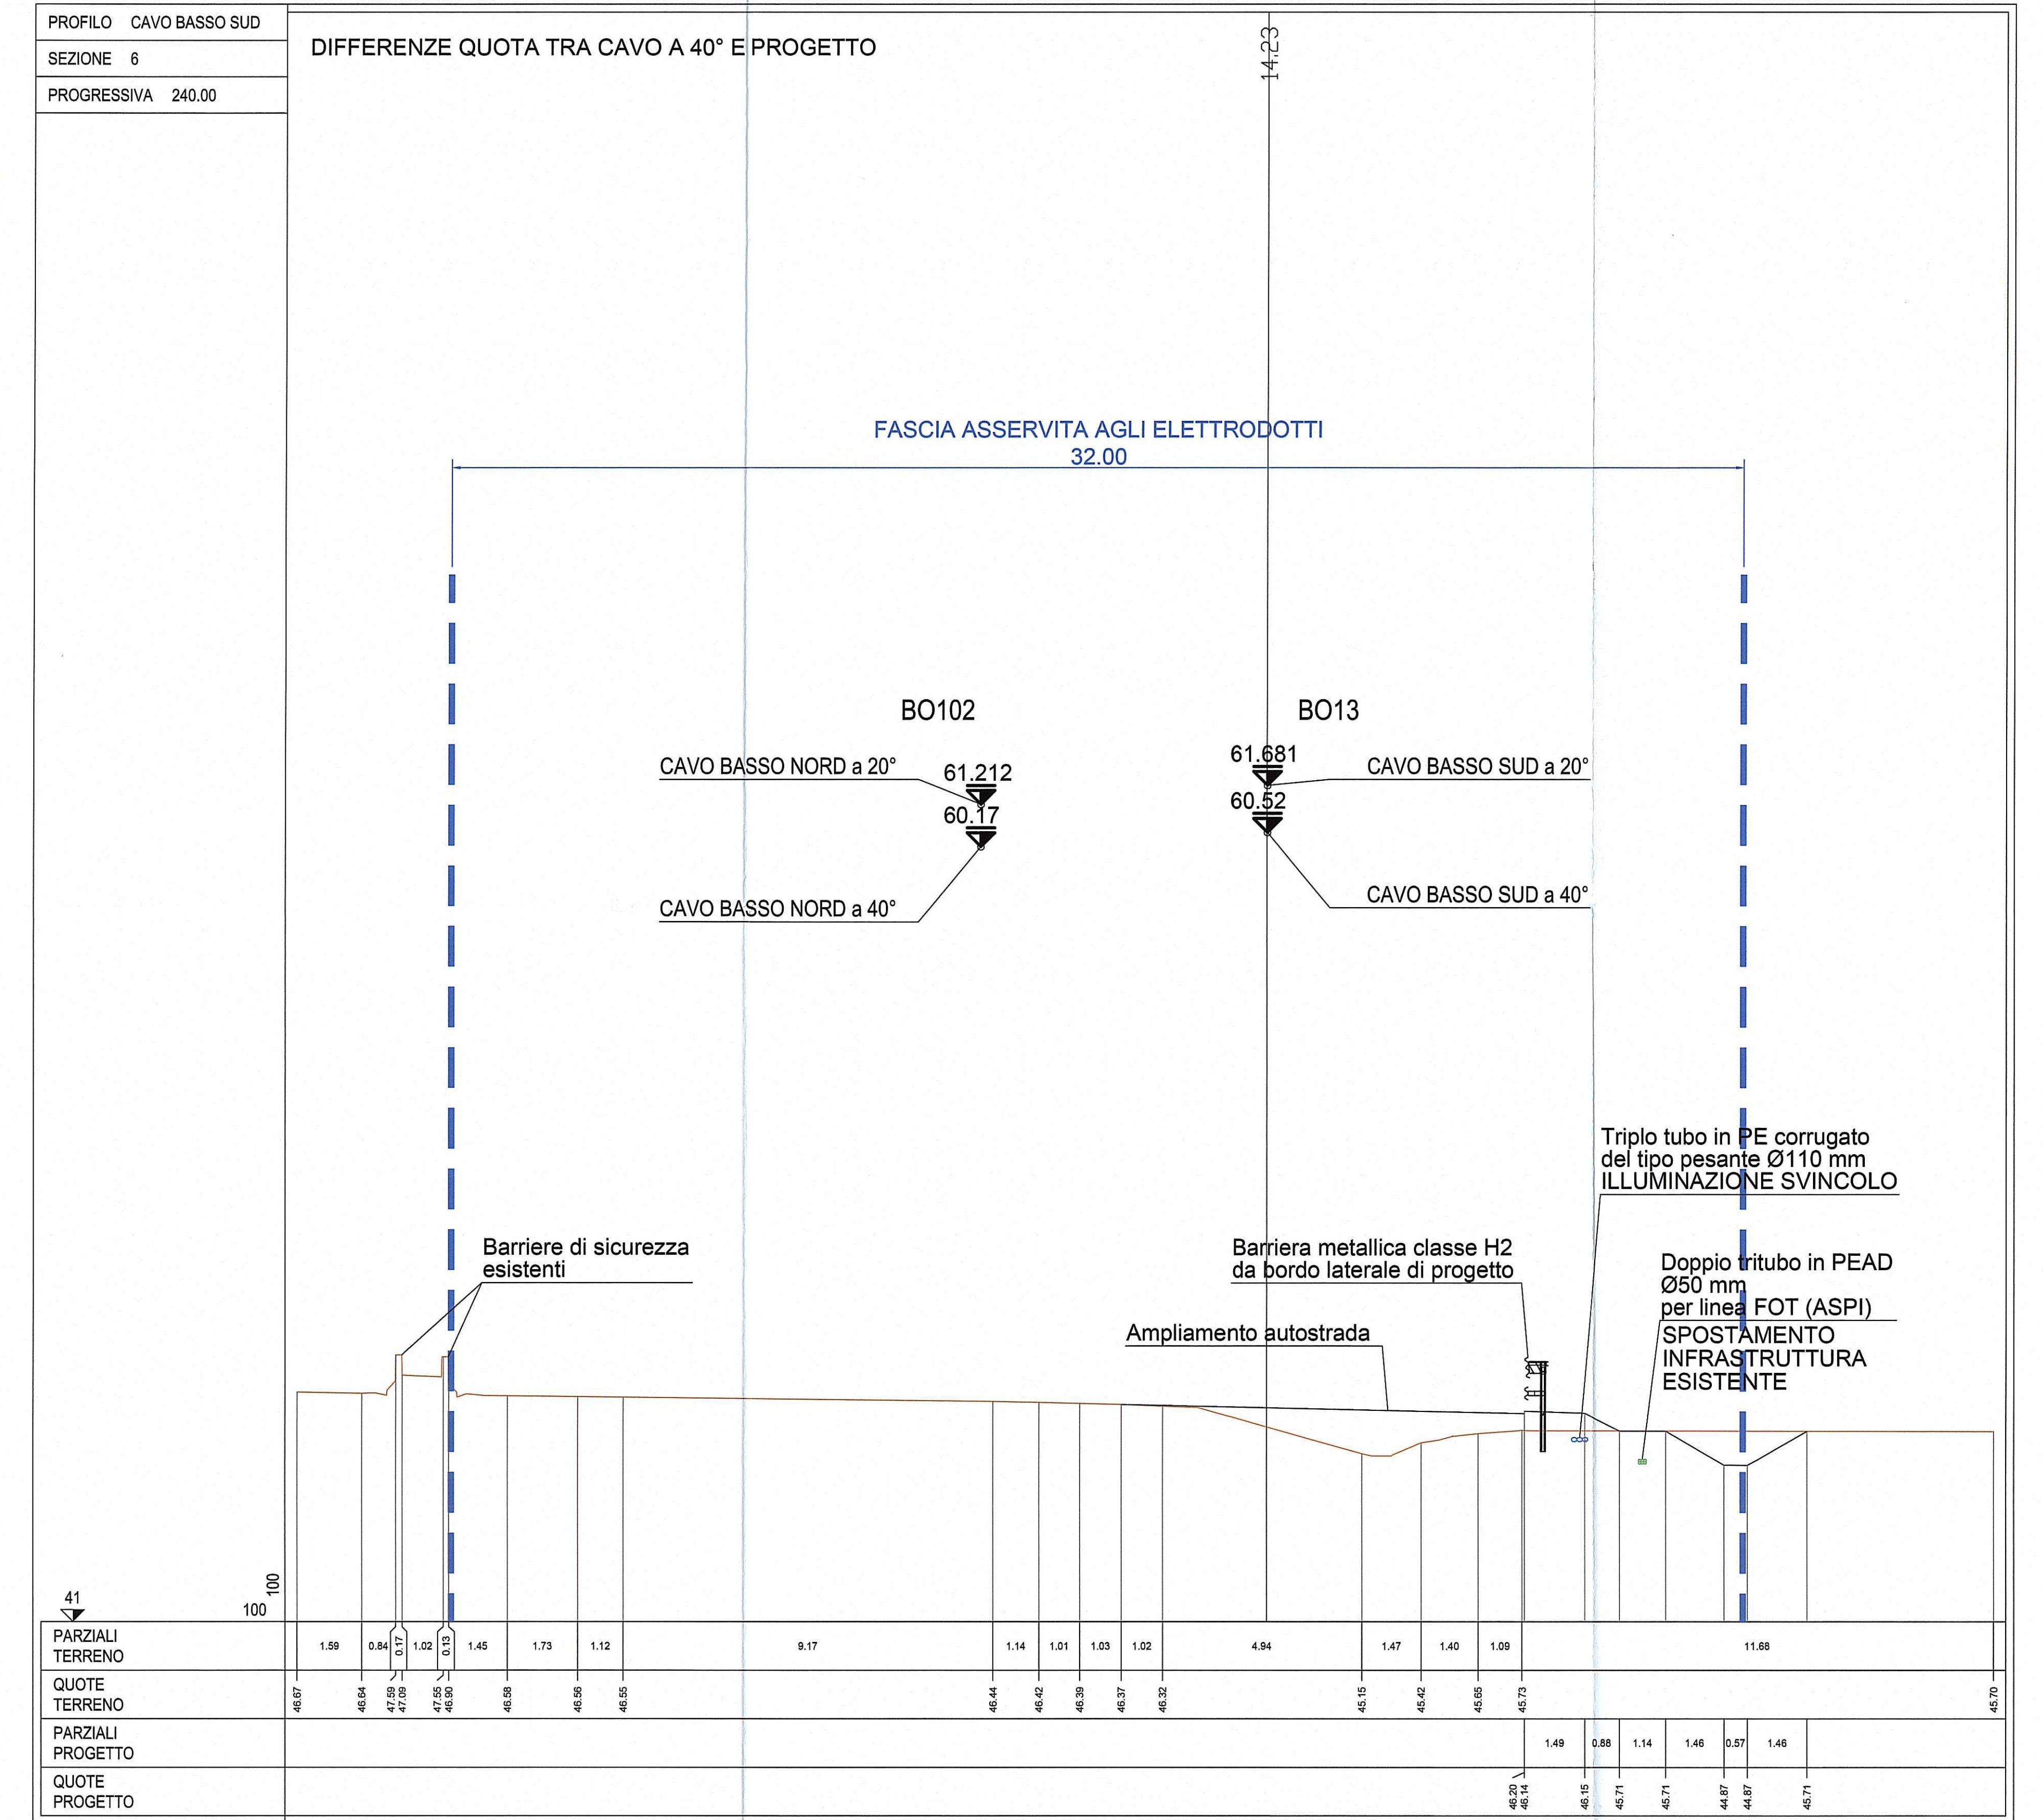 PROFILO CAVO BASSO SUD
SEZIONE 6
PROGRESSIVA 240.00
DIFFERENZE QUOTA TRA CAVO A 40° E PROGETTO
14.23
FASCIA ASSERVITA AGLI ELETTRODOTTI
32.00
BO102
BO13
CAVO BASSO NORD a 20°
61.212
60.17
CAVO BASSO NORD a 40°
61.681
CAVO BASSO SUD a 20°
60.52
CAVO BASSO SUD a 40°
Triplo tubo in PE corrugato
del tipo pesante Ø110 mm
ILLUMINAZIONE SVINCOLO
Barriere di sicurezza
esistenti
Barriera metallica classe H2
da bordo laterale di progetto
Doppio tritubo in PEAD
Ø50 mm
per linea FOT (ASPI)
SPOSTAMENTO
INFRASTRUTTURA
ESISTENTE
Ampliamento autostrada
41
100
100
PARZIALI
TERRENO
1.59 0.84 0.17 1.02 0.13 1.45 1.73 1.12 9.17 1.14 1.01 1.03 1.02 4.94 1.47 1.40 1.09 11.68
QUOTE
TERRENO
46.67 46.64 47.59 47.09 47.55 46.90 46.58 46.56 46.55 46.44 46.42 46.39 46.37 46.32 45.15 45.42 45.65 45.73 45.70
PARZIALI
PROGETTO
1.49 0.88 1.14 1.46 0.57 1.46
QUOTE
PROGETTO
46.20 46.14 46.15 45.71 45.71 44.87 44.87 45.71